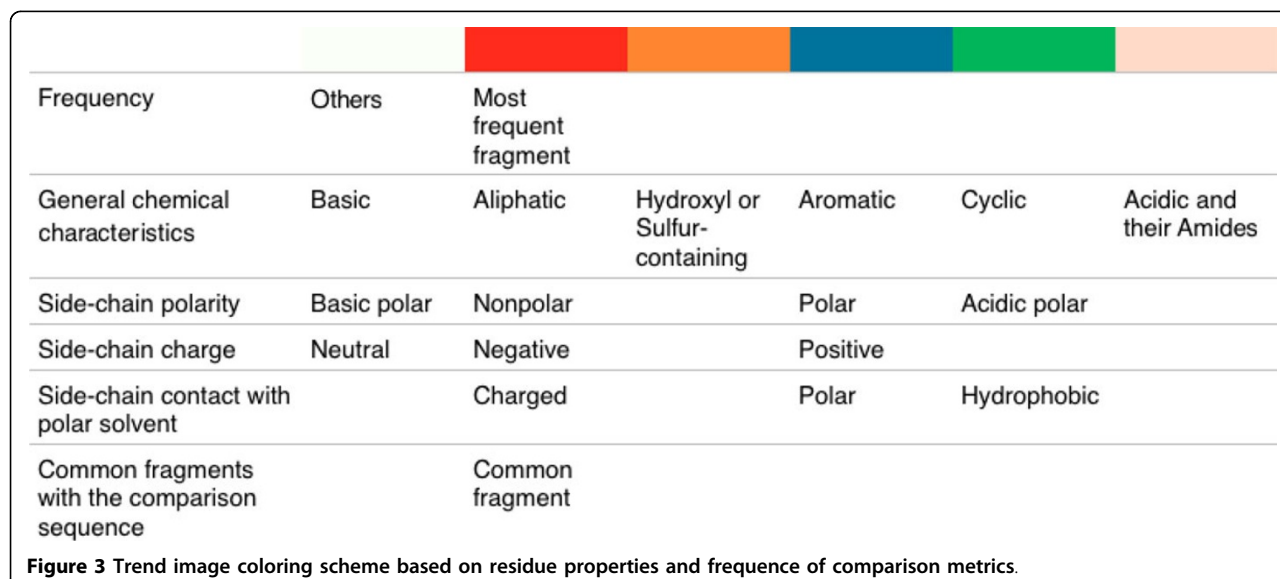 Frequency Others Most
frequent
fragment
General chemical Basic Aliphatic Hydroxyl or Aromatic Cyclic Acidic and
characteristics Sulfur- their Amides
containing
Side-chain polarity Basic polar Nonpolar Polar Acidic polar
Side-chain charge Neutral Negative Positive
Side-chain contact with Charged Polar Hydrophobic
polar solvent
Common fragments Common
with the comparison fragment
sequence
Figure 3 Trend image coloring scheme based on residue properties and frequence of comparison metrics.